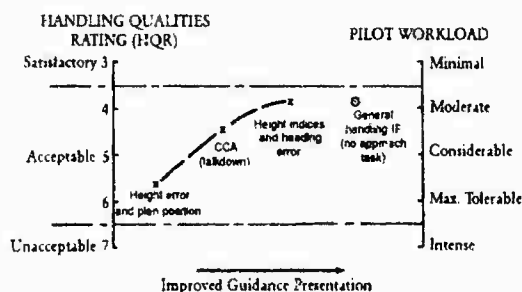 HANDLING QUALITIES
RATING (HQR)
PILOT WORKLOAD
Satisfactory 3
Minimal
4
Moderate
Height indices
and heading
error
General
handling IF
(no approach
task)
CCA
(talkdown)
Acceptable
5
Considerable
Height error
and plan position
6
Max. Tolerable
Unacceptable 7
Intense
Improved Guidance Presentation